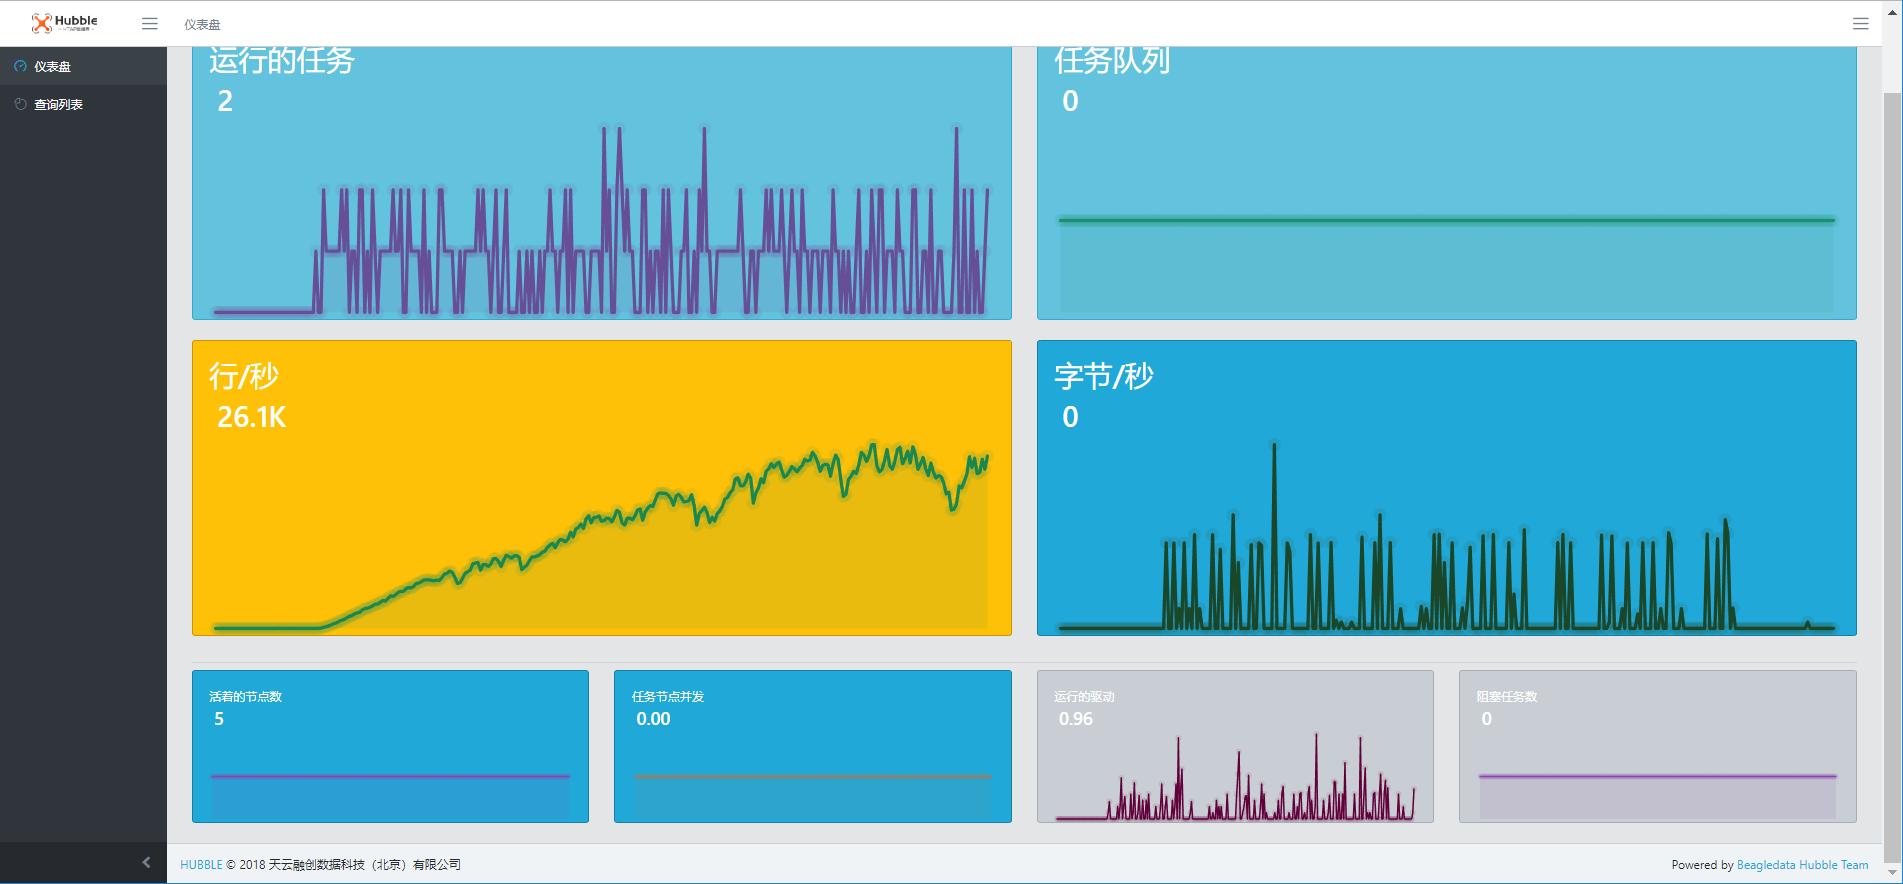 Hubble
仪表盘
仪表盘
查询列表
运行的任务
2
任务队列
0
行/秒
26.1K
字节/秒
0
活着的节点数
5
任务节点并发
0.00
运行的驱动
0.96
阻塞任务数
0
HUBBLE © 2018 天云融创数据科技（北京）有限公司
Powered by Beagledata Hubble Team